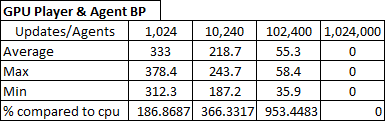 GPU Player & Agent BP
Updates/Agents 1,024 10,240 102,400 1,024,000
Average 333 218.7 55.3 0
Max 378.4 243.7 58.4 0
Min 312.3 187.2 35.9 0
% compared to cpu 186.8687 366.3317 953.4483 0